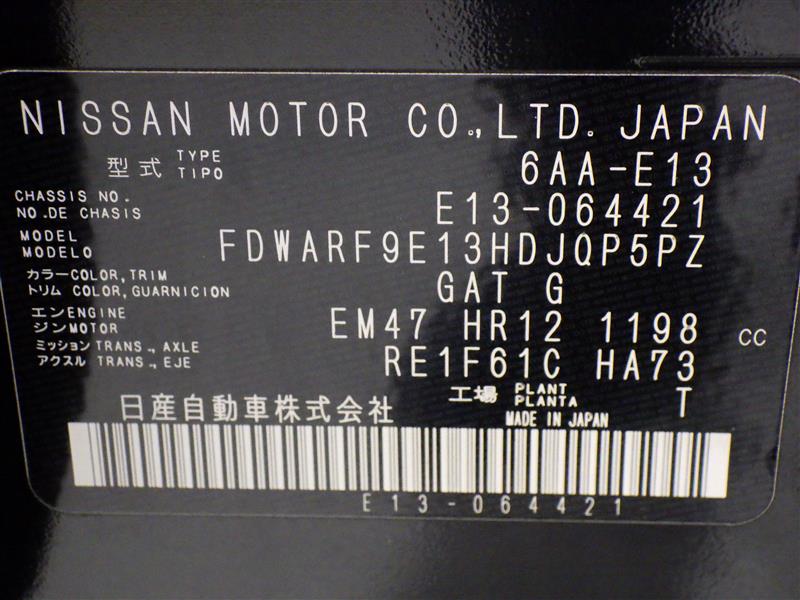 NISSAN MOTOR CO.,LTD. JAPAN
型式 TYPE TIPO 6AA-E13
CHASSIS NO. NO.DE CHASIS E13-064421
MODEL MODELO FDWARF9E13HDJQP5PZ
カラー COLOR, TRIM
トリム COLOR, GUARNICION GAT G
エンジン ENGINE MOTOR EM47 HR12 1198 CC
ミッション TRANS., AXLE
アクスル TRANS., EJE RE1F61C HA73
工場 PLANT PLANTA T
日産自動車株式会社 MADE IN JAPAN
E13-064421